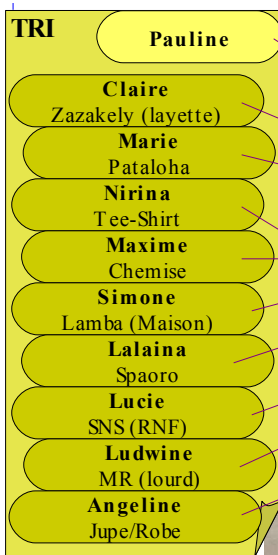 TRI
Pauline
Claire
Zazakely (layette)
Marie
Pataloha
Nirina
Tee-Shirt
Maxime
Chemise
Simone
Lamba (Maison)
Lalaina
Spaoro
Lucie
SNS (RNF)
Ludwine
MR (lourd)
Angeline
Jupe/Robe